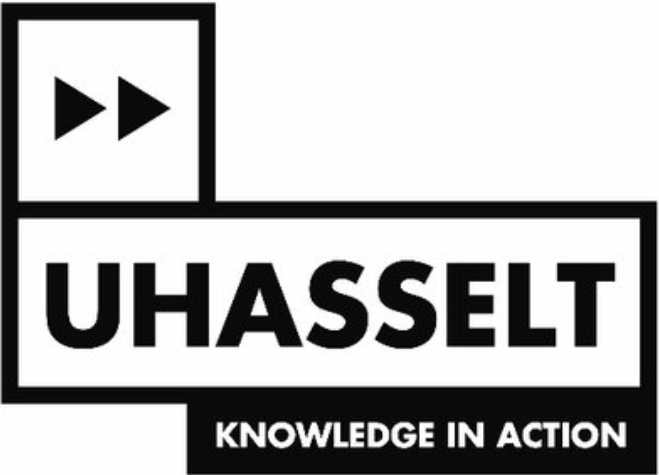 UHASSELT
KNOWLEDGE IN ACTION